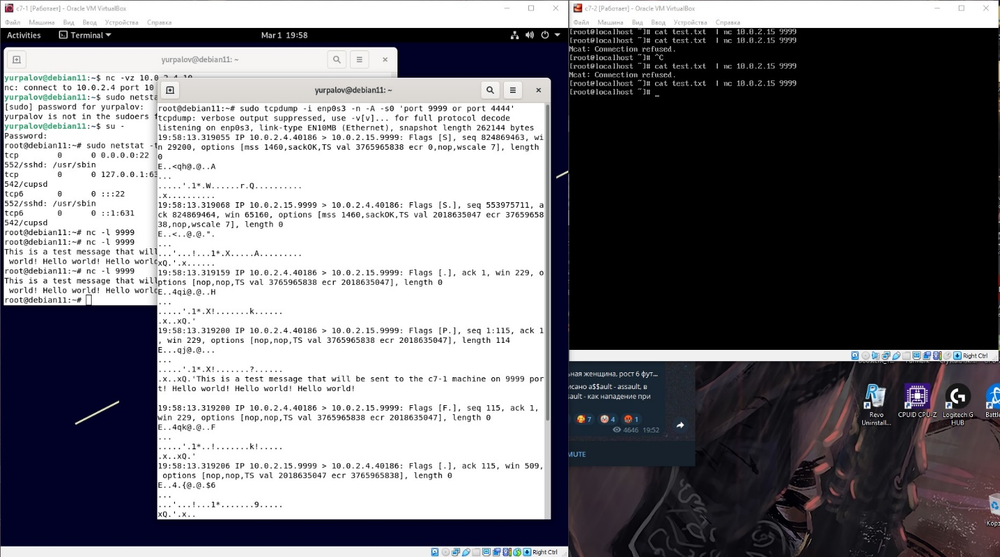 c7-1 [Работает] - Oracle VM VirtualBox
Файл Машина Вид Ввод Устройства Справка
Activities Terminal Mar 1 19:58
yurpalov@debian11: ~
yurpalov@debian11:~$ nc -vz 10.0.2.4 10
nc: connect to 10.0.2.4 port 10
yurpalov@debian11:~$ sudo netsta
[sudo] password for yurpalov:
yurpalov is not in the sudoers f
yurpalov@debian11:~$ su -
Password:
root@debian11:~# sudo netstat -t
tcp 0 0 0.0.0.0:22
552/sshd: /usr/sbin
tcp 0 0 127.0.0.1:63
542/cupsd
tcp6 0 0 :::22
552/sshd: /usr/sbin
tcp6 0 0 ::1:631
542/cupsd
root@debian11:~# nc -l 9999
root@debian11:~# nc -l 9999
This is a test message that will
world! Hello world! Hello world
root@debian11:~# nc -l 9999
This is a test message that will
world! Hello world! Hello world
root@debian11:~#
yurpalov@debian11: ~
root@debian11:~# sudo tcpdump -i enp0s3 -n -A -s0 'port 9999 or port 4444'
tcpdump: verbose output suppressed, use -v[v]... for full protocol decode
listening on enp0s3, link-type EN10MB (Ethernet), snapshot length 262144 bytes
19:58:13.319055 IP 10.0.2.4.40186 > 10.0.2.15.9999: Flags [S], seq 824869463, wi
n 29200, options [mss 1460,sackOK,TS val 3765965838 ecr 0,nop,wscale 7], length
0
E..<qh@.@..A
...
.....'.1*.W......r.Q..........
.x..........
19:58:13.319068 IP 10.0.2.15.9999 > 10.0.2.4.40186: Flags [S.], seq 553975711, a
ck 824869464, win 65160, options [mss 1460,sackOK,TS val 2018635047 ecr 37659658
38,nop,wscale 7], length 0
E..<..@.@.".
...
...'...!...1*.X.....A.........
xQ.'.x......
19:58:13.319159 IP 10.0.2.4.40186 > 10.0.2.15.9999: Flags [.], ack 1, win 229, o
ptions [nop,nop,TS val 3765965838 ecr 2018635047], length 0
E..4qi@.@..H
...
.....'.1*.X!.......k......
.x..xQ.'
19:58:13.319200 IP 10.0.2.4.40186 > 10.0.2.15.9999: Flags [P.], seq 1:115, ack 1
, win 229, options [nop,nop,TS val 3765965838 ecr 2018635047], length 114
E...qj@.@...
...
.....'.1*.X!.......?......
.x..xQ.'This is a test message that will be sent to the c7-1 machine on 9999 por
t! Hello world! Hello world! Hello world!
19:58:13.319200 IP 10.0.2.4.40186 > 10.0.2.15.9999: Flags [F.], seq 115, ack 1,
win 229, options [nop,nop,TS val 3765965838 ecr 2018635047], length 0
E..4qk@.@..F
...
.....'.1*..!.......k!.....
.x..xQ.'
19:58:13.319206 IP 10.0.2.15.9999 > 10.0.2.4.40186: Flags [.], ack 115, win 509,
options [nop,nop,TS val 2018635047 ecr 3765965838], length 0
E..4.{@.@.$6
...
...'...!...1*.......9.....
xQ.'.x..
Right Ctrl
c7-2 [Работает] - Oracle VM VirtualBox
Файл Машина Вид Ввод Устройства Справка
[root@localhost ~]# cat test.txt | nc 10.0.2.15 9999
[root@localhost ~]# cat test.txt | nc 10.0.2.15 9999
Ncat: Connection refused.
[root@localhost ~]# ^C
[root@localhost ~]# cat test.txt | nc 10.0.2.15 9999
Ncat: Connection refused.
[root@localhost ~]# cat test.txt | nc 10.0.2.15 9999
[root@localhost ~]# _
Right Ctrl
ьная женщина, рост 6 фут...
исано a$$ault - assault, в
sault - как нападение при
7 4 1
4646 19:52
MUTE
Revo
Uninstall...
CPUID CPU-Z
Logitech G
HUB
Battl
Корз